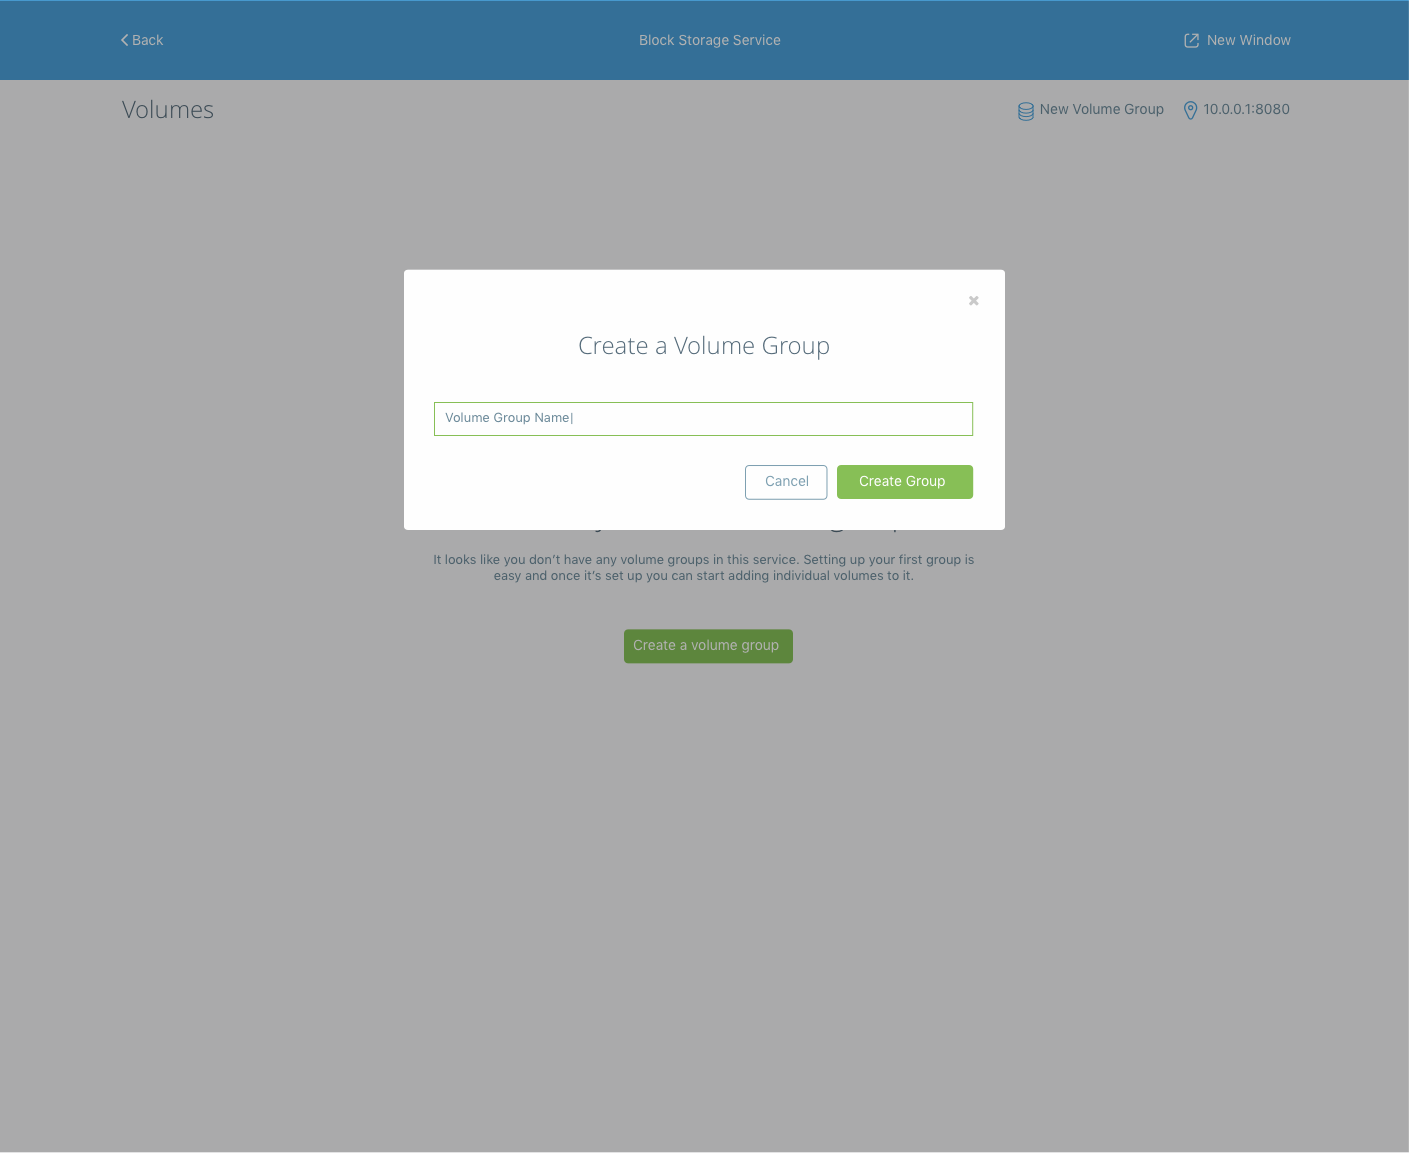 Back
Block Storage Service
New Window
Volumes
New Volume Group
10.0.0.1:8080
Create a Volume Group
Volume Group Name
Cancel
Create Group
It looks like you don't have any volume groups in this service. Setting up your first group is
easy and once it's set up you can start adding individual volumes to it.
Create a volume group